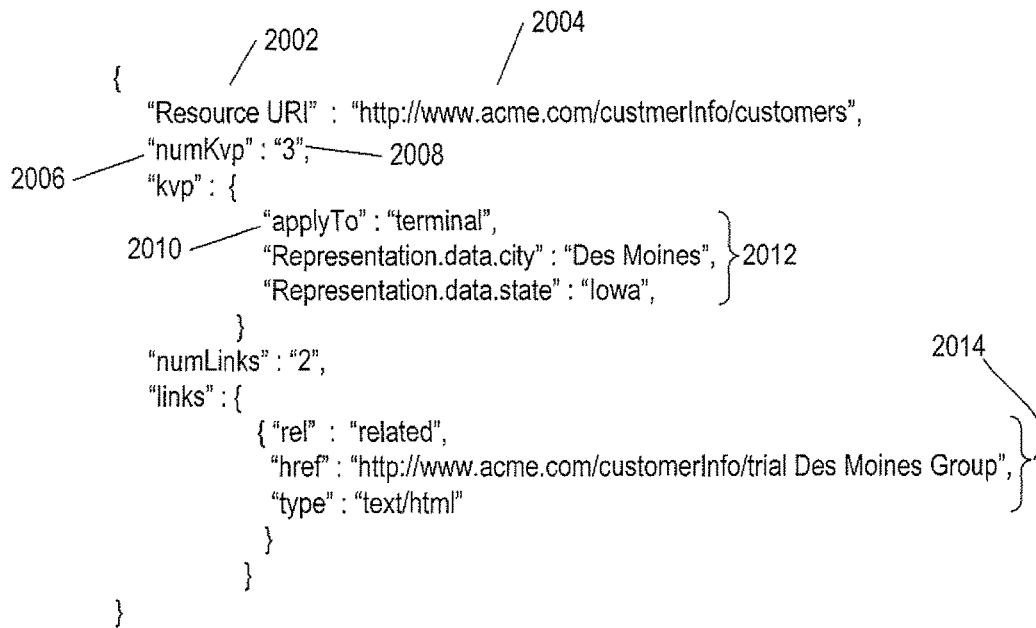 2002
2004
{
“Resource URI” : “http://www.acme.com/custmerInfo/customers”,
“numKvp” : “3”,
2008
2006
“kvp” : {
“applyTo” : “terminal”,
2010
“Representation.data.city” : “Des Moines”,
2012
“Representation.data.state” : “Iowa”,
}
“numLinks” : “2”,
2014
“links” : {
{ “rel” : “related”,
“href” : “http://www.acme.com/customerInfo/trial Des Moines Group”,
“type” : “text/html”
}
}
}